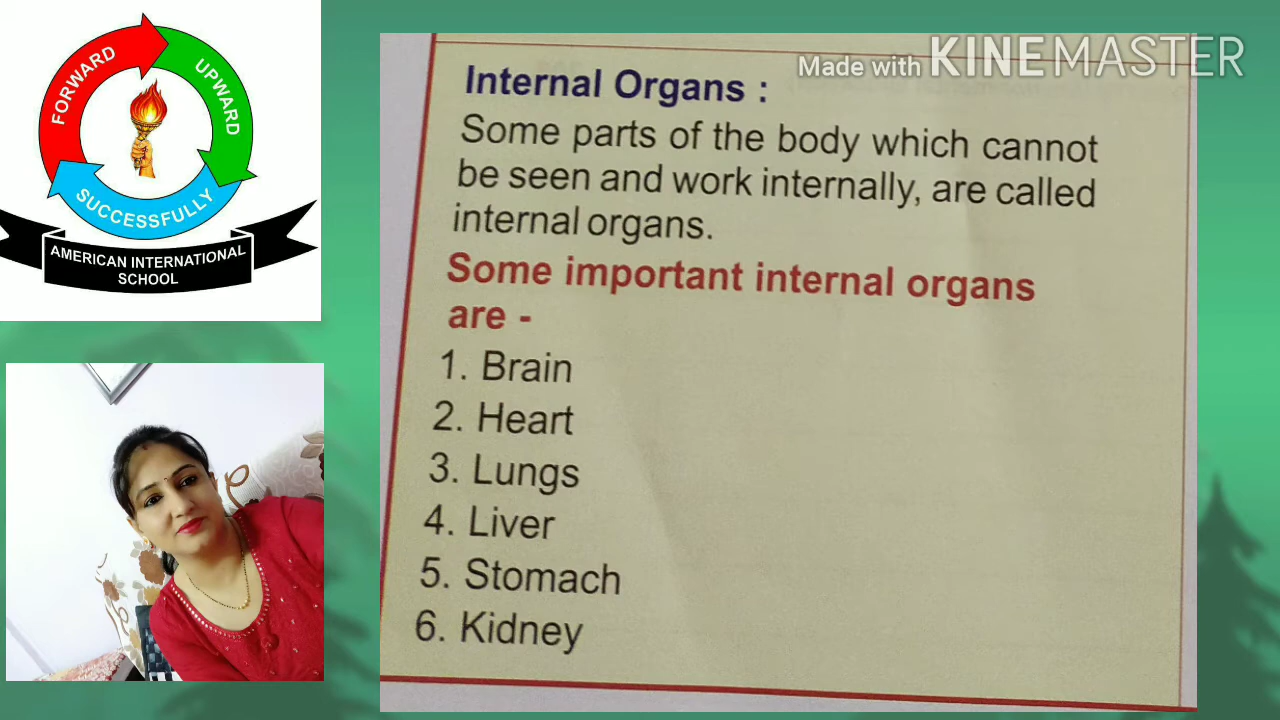 FORWARD
UPWARD
SUCCESSFULLY
AMERICAN INTERNATIONAL
SCHOOL
Made with KINEMASTER
Internal Organs :
Some parts of the body which cannot
be seen and work internally, are called
internal organs.
Some important internal organs
are -
1. Brain
2. Heart
3. Lungs
4. Liver
5. Stomach
6. Kidney